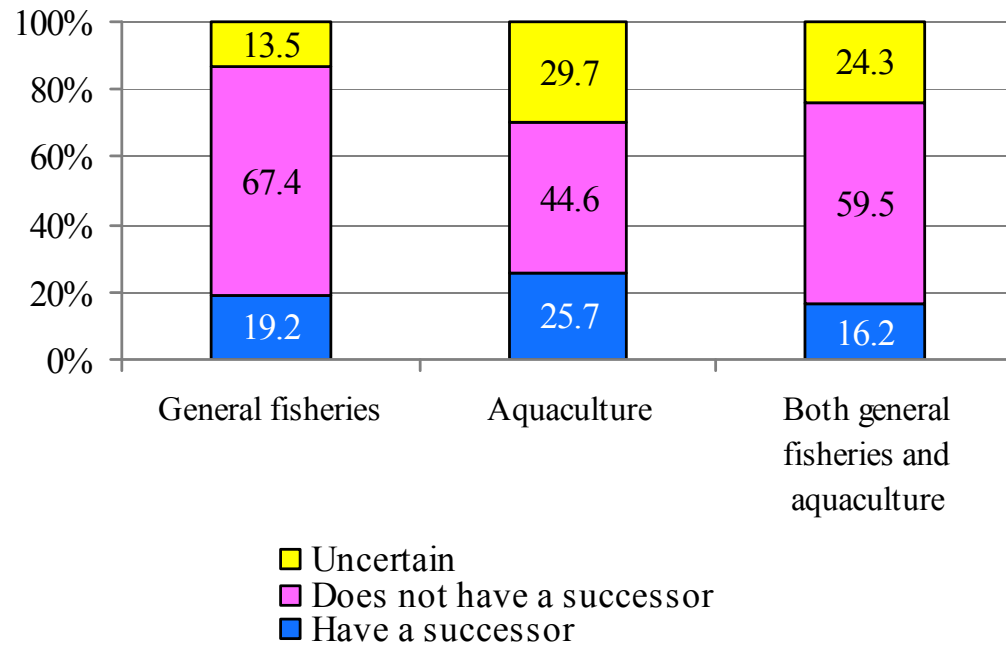 100%
80%
60%
40%
20%
0%
13.5
67.4
19.2
29.7
44.6
25.7
24.3
59.5
16.2
General fisheries
Aquaculture
Both general
fisheries and
aquaculture
Uncertain
Does not have a successor
Have a successor